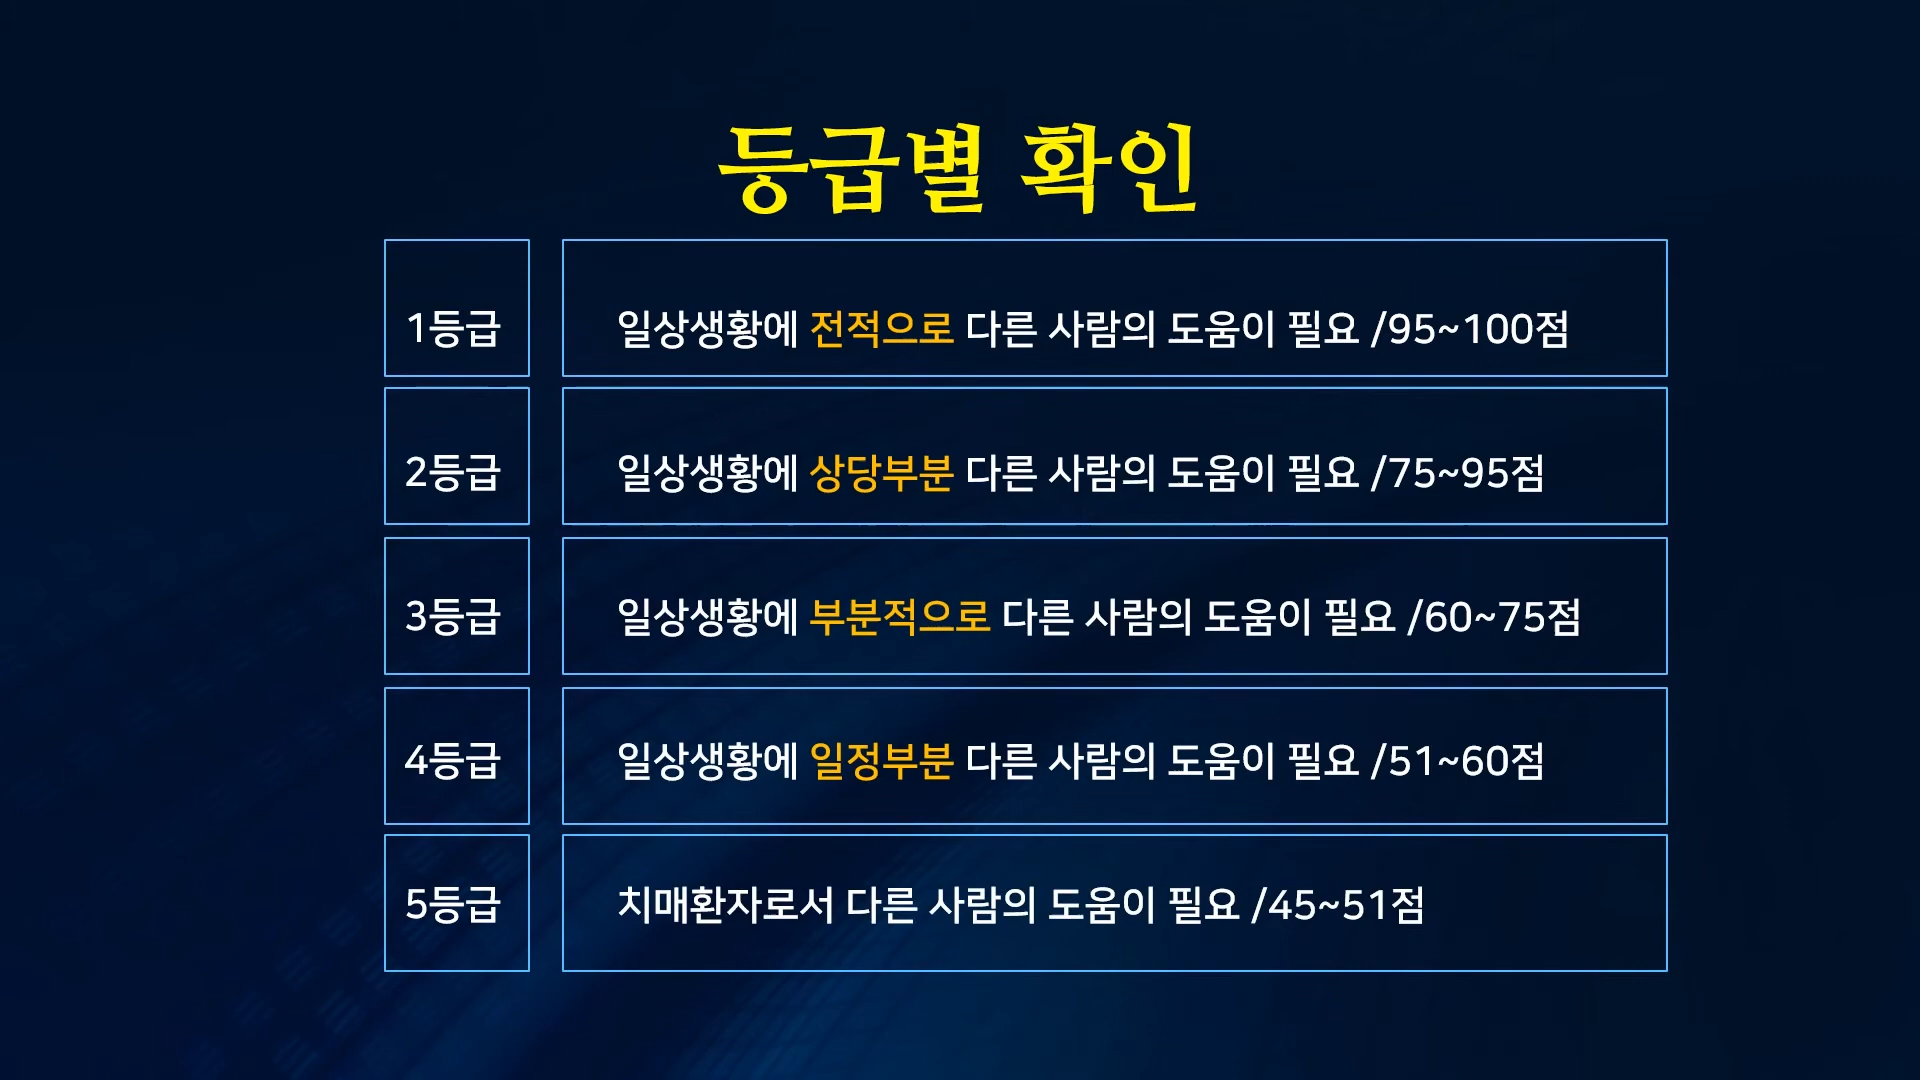 등급별 확인
1등급 일상생황에 전적으로 다른 사람의 도움이 필요 /95~100점
2등급 일상생황에 상당부분 다른 사람의 도움이 필요 /75~95점
3등급 일상생황에 부분적으로 다른 사람의 도움이 필요 /60~75점
4등급 일상생황에 일정부분 다른 사람의 도움이 필요 /51~60점
5등급 치매환자로서 다른 사람의 도움이 필요 /45~51점